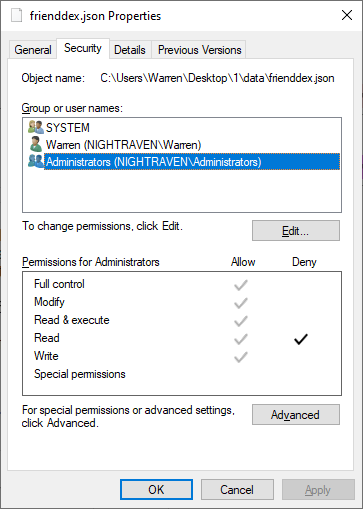 frienddex.json Properties
General Security Details Previous Versions
Object name: C:\Users\Warren\Desktop\1\data\frienddex.json
Group or user names:
SYSTEM
Warren (NIGHTRAVEN\Warren)
Administrators (NIGHTRAVEN\Administrators)
To change permissions, click Edit. Edit...
Permissions for Administrators Allow Deny
Full control
Modify
Read & execute
Read
Write
Special permissions
For special permissions or advanced settings,
click Advanced. Advanced
OK Cancel Apply